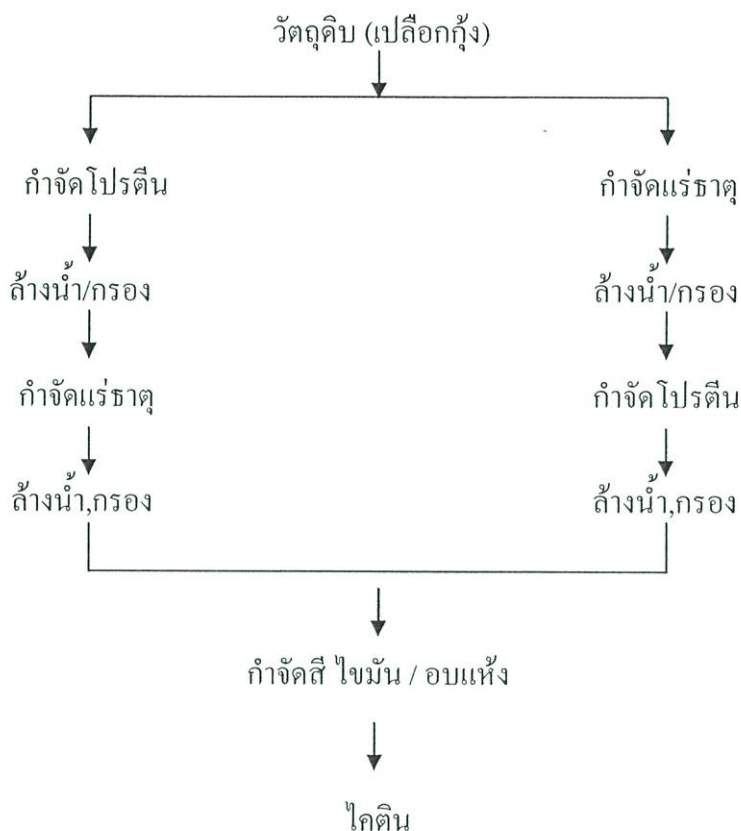 วัตถุดิบ (เปลือกกุ้ง)
กำจัดโปรตีน
กำจัดแร่ธาตุ
ล้างน้ำ/กรอง
ล้างน้ำ/กรอง
กำจัดแร่ธาตุ
กำจัดโปรตีน
ล้างน้ำ,กรอง
ล้างน้ำ,กรอง
กำจัดสี ไขมัน / อบแห้ง
ไคติน